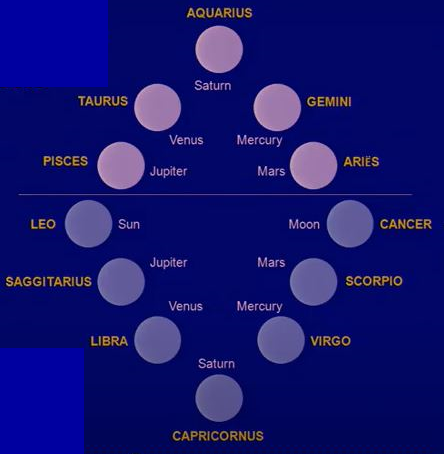 AQUARIUS
Saturn
TAURUS
GEMINI
Venus
Mercury
PISCES
Jupiter
Mars
ARIËS
LEO
Sun
Moon
CANCER
Jupiter
Mars
SAGGITARIUS
SCORPIO
Venus
Mercury
LIBRA
VIRGO
Saturn
CAPRICORNUS